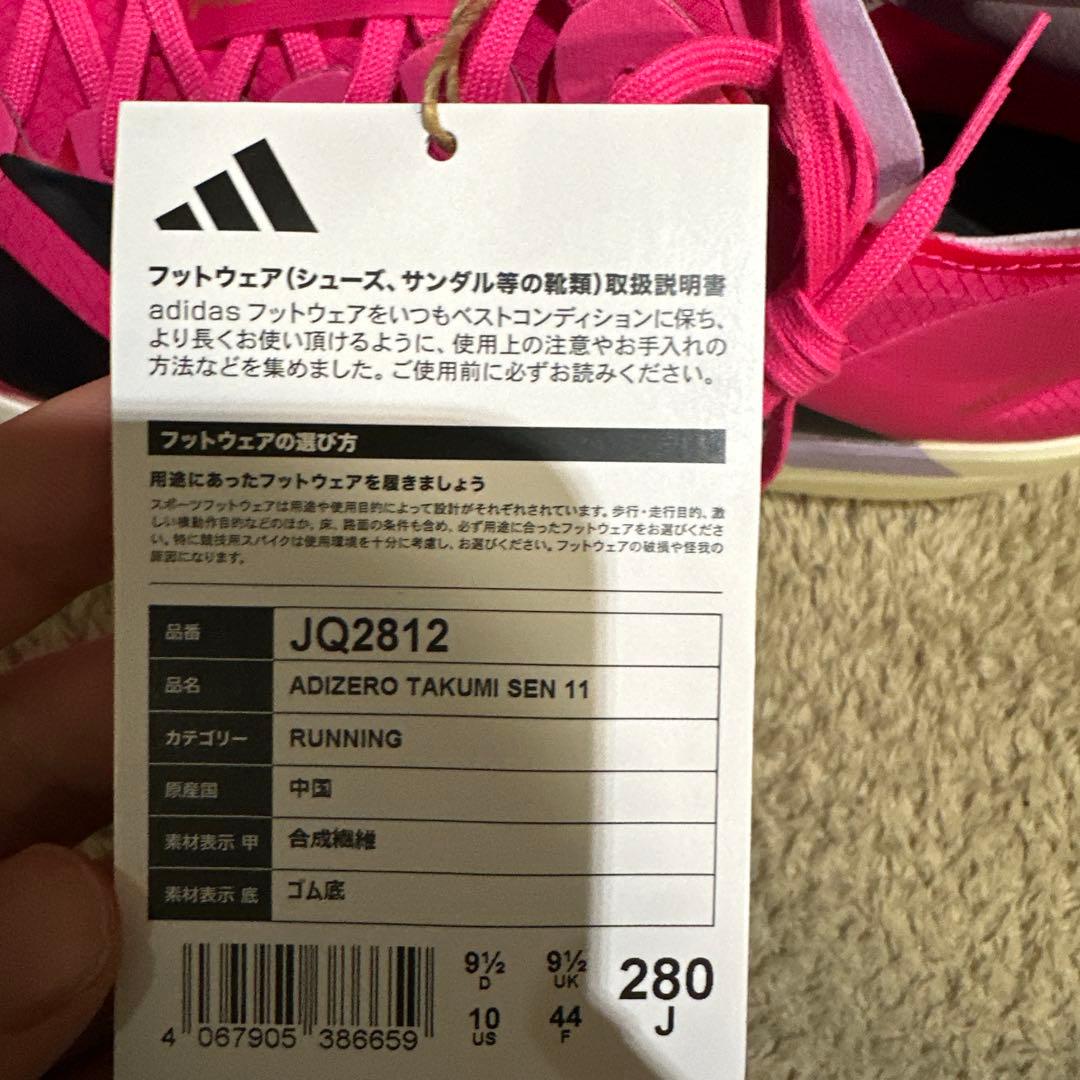 フットウェア(シューズ、サンダル等の靴類)取扱説明書
adidas フットウェアをいつもベストコンディションに保ち、
より長くお使い頂けるように、使用上の注意やお手入れの
方法などを集めました。ご使用前に必ずお読みください。
フットウェアの選び方
用途にあったフットウェアを履きましょう
スポーツフットウェアは用途や使用目的によって設計がそれぞれされています。歩行・走行目的、激
しい機動作目的などのほか、床、路面の条件も含め、必ず用途に合ったフットウェアをお選びくださ
い。特に競技用スパイクは使用環境を十分に考慮し、お選びください。フットウェアの破損や怪我の
原因になります。
品番 JQ2812
品名 ADIZERO TAKUMI SEN 11
カテゴリー RUNNING
原産国 中国
素材表示 甲 合成繊維
素材表示 底 ゴム底
9½ 9½ 280
D UK J
10 44
US F
4 067905 386659